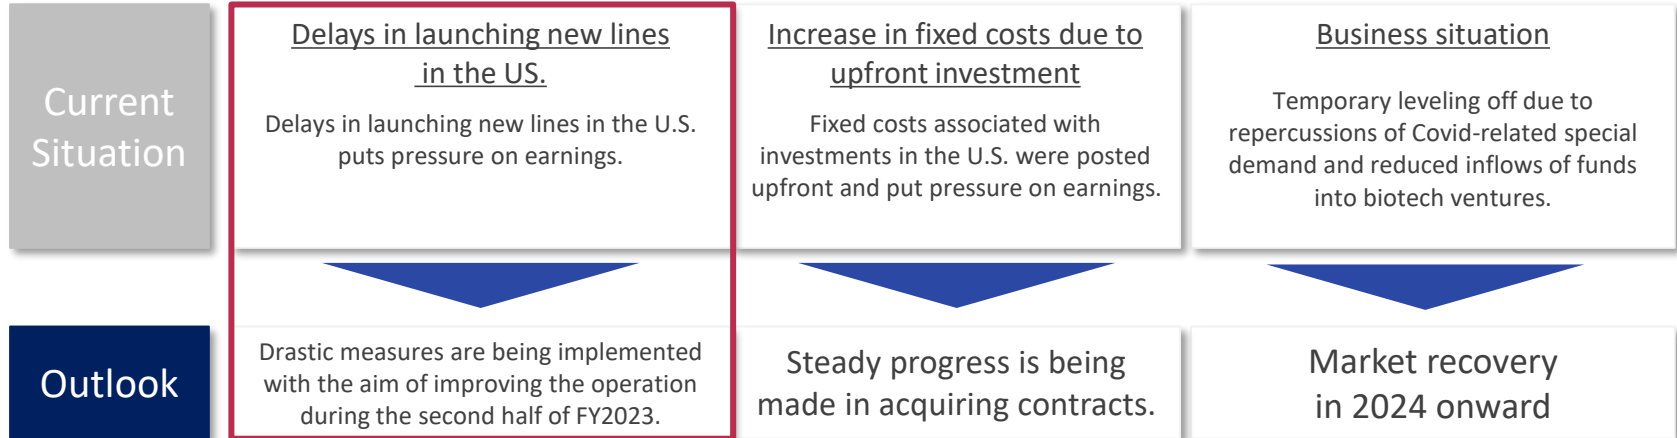 Current
Situation
Delays in launching new lines
in the US.
Delays in launching new lines in the U.S.
puts pressure on earnings.
Increase in fixed costs due to
upfront investment
Fixed costs associated with
investments in the U.S. were posted
upfront and put pressure on earnings.
Business situation
Temporary leveling off due to
repercussions of Covid-related special
demand and reduced inflows of funds
into biotech ventures.
Outlook
Drastic measures are being implemented
with the aim of improving the operation
during the second half of FY2023.
Steady progress is being
made in acquiring contracts.
Market recovery
in 2024 onward